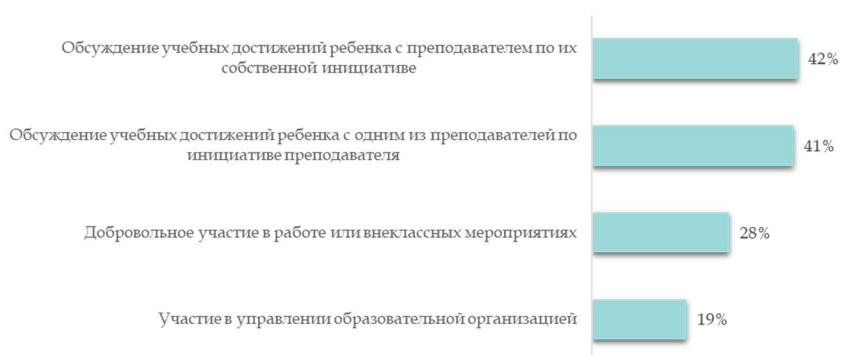 Обсуждение учебных достижений ребенка с преподавателем по их
собственной инициативе
42%
Обсуждение учебных достижений ребенка с одним из преподавателей по
инициативе преподавателя
41%
Добровольное участие в работе или внеклассных мероприятиях
28%
Участие в управлении образовательной организацией
19%